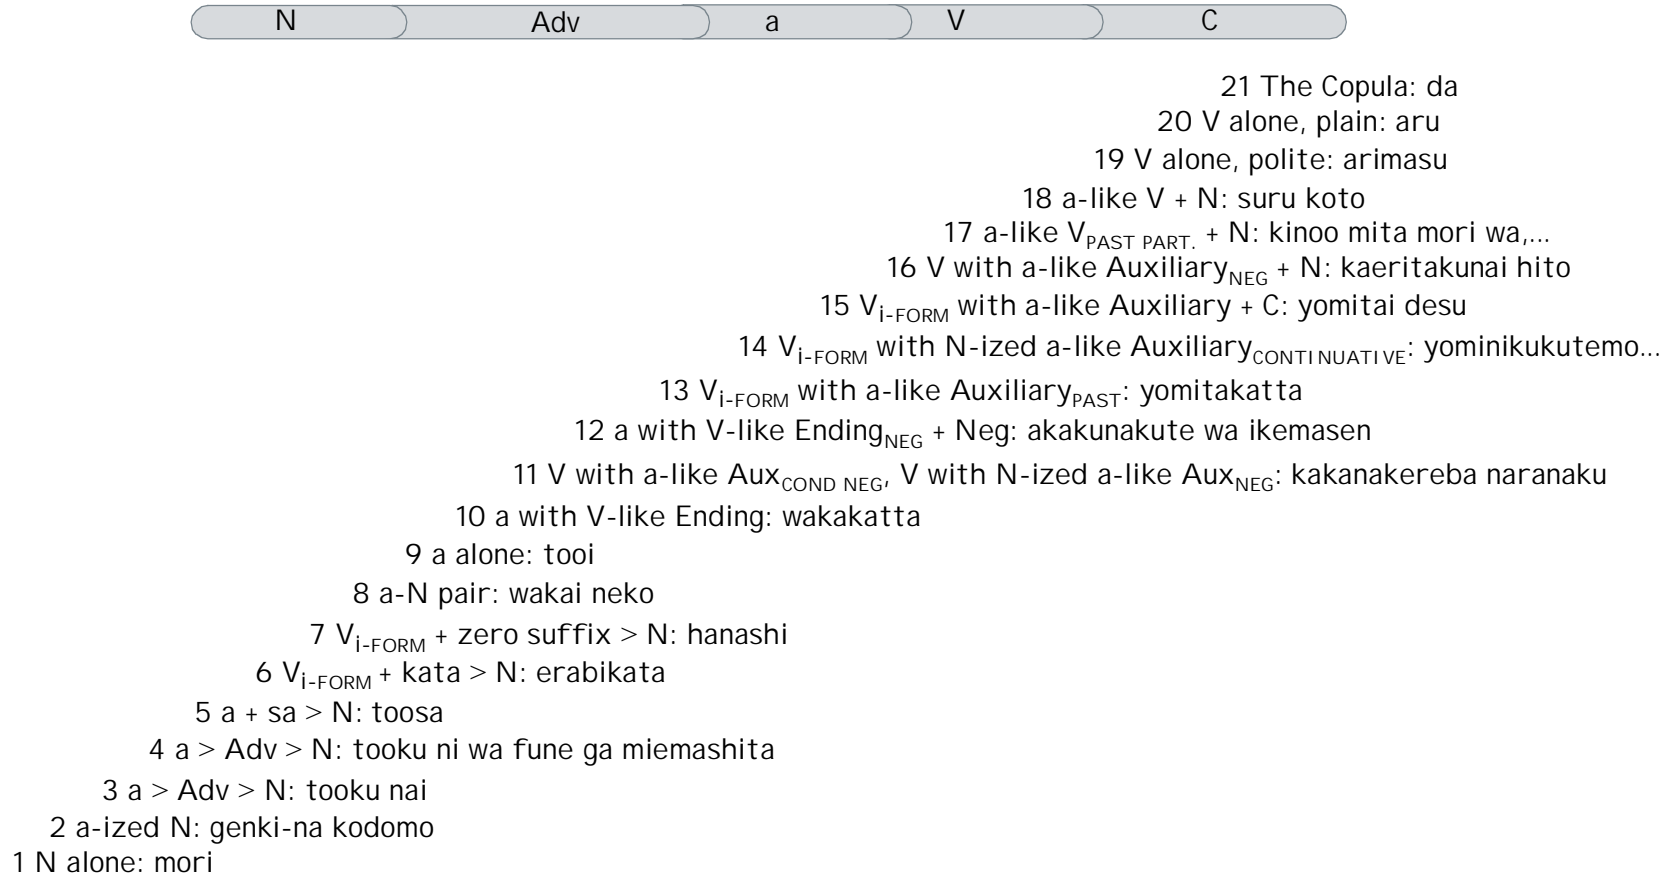 N Adv a V C
21 The Copula: da
20 V alone, plain: aru
19 V alone, polite: arimasu
18 a-like V + N: suru koto
17 a-like V PAST PART. + N: kinoo mita mori wa,...
16 V with a-like Auxiliary NEG + N: kaeritakunai hito
15 V i-FORM with a-like Auxiliary + C: yomitai desu
14 V i-FORM with N-ized a-like Auxiliary CONTINUATIVE: yominikukutemo...
13 V i-FORM with a-like Auxiliary PAST: yomitakatta
12 a with V-like Ending NEG + Neg: akakunakute wa ikemasen
11 V with a-like Aux COND NEG, V with N-ized a-like Aux NEG: kakanakereba naranaku
10 a with V-like Ending: wakakatta
9 a alone: tooi
8 a-N pair: wakai neko
7 V i-FORM + zero suffix > N: hanashi
6 V i-FORM + kata > N: erabikata
5 a + sa > N: toosa
4 a > Adv > N: tooku ni wa fune ga miemashita
3 a > Adv > N: tooku nai
2 a-ized N: genki-na kodomo
1 N alone: mori